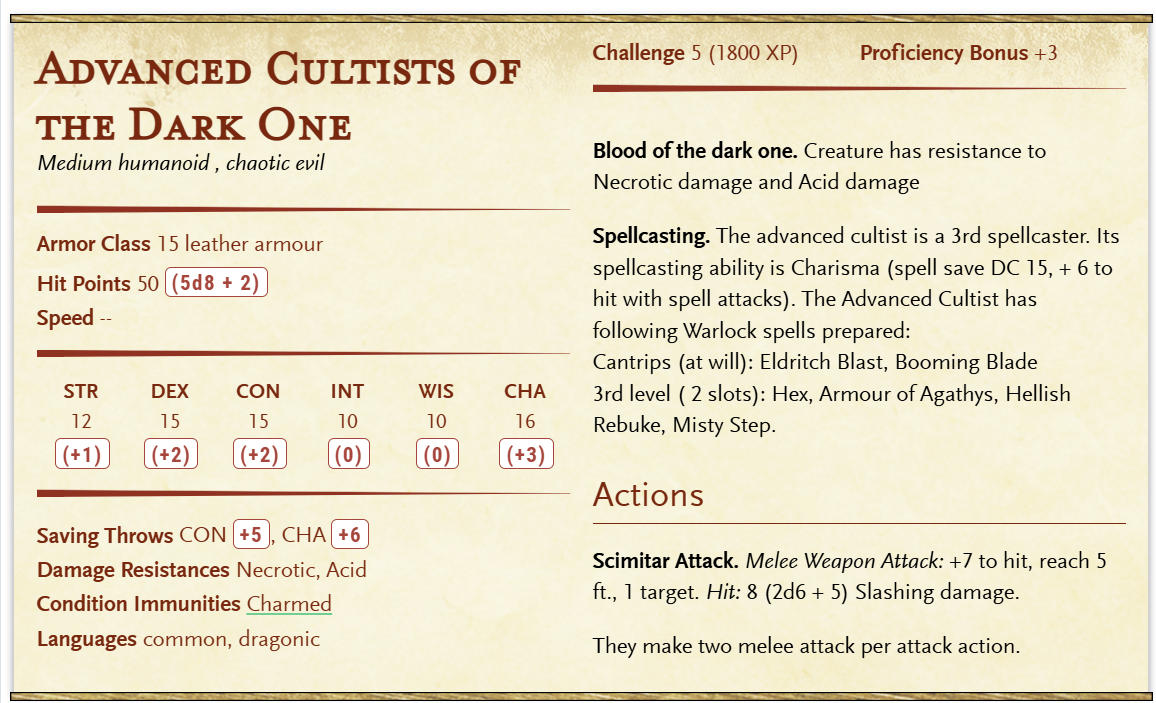 Advanced Cultists of
the Dark One
Medium humanoid , chaotic evil
Armor Class 15 leather armour
Hit Points 50 (5d8 + 2)
Speed --
STR DEX CON INT WIS CHA
12 15 15 10 10 16
(+1) (+2) (+2) (0) (0) (+3)
Saving Throws CON +5, CHA +6
Damage Resistances Necrotic, Acid
Condition Immunities Charmed
Languages common, dragonic
Challenge 5 (1800 XP) Proficiency Bonus +3
Blood of the dark one. Creature has resistance to
Necrotic damage and Acid damage
Spellcasting. The advanced cultist is a 3rd spellcaster. Its
spellcasting ability is Charisma (spell save DC 15, + 6 to
hit with spell attacks). The Advanced Cultist has
following Warlock spells prepared:
Cantrips (at will): Eldritch Blast, Booming Blade
3rd level ( 2 slots): Hex, Armour of Agathys, Hellish
Rebuke, Misty Step.
Actions
Scimitar Attack. Melee Weapon Attack: +7 to hit, reach 5
ft., 1 target. Hit: 8 (2d6 + 5) Slashing damage.
They make two melee attack per attack action.